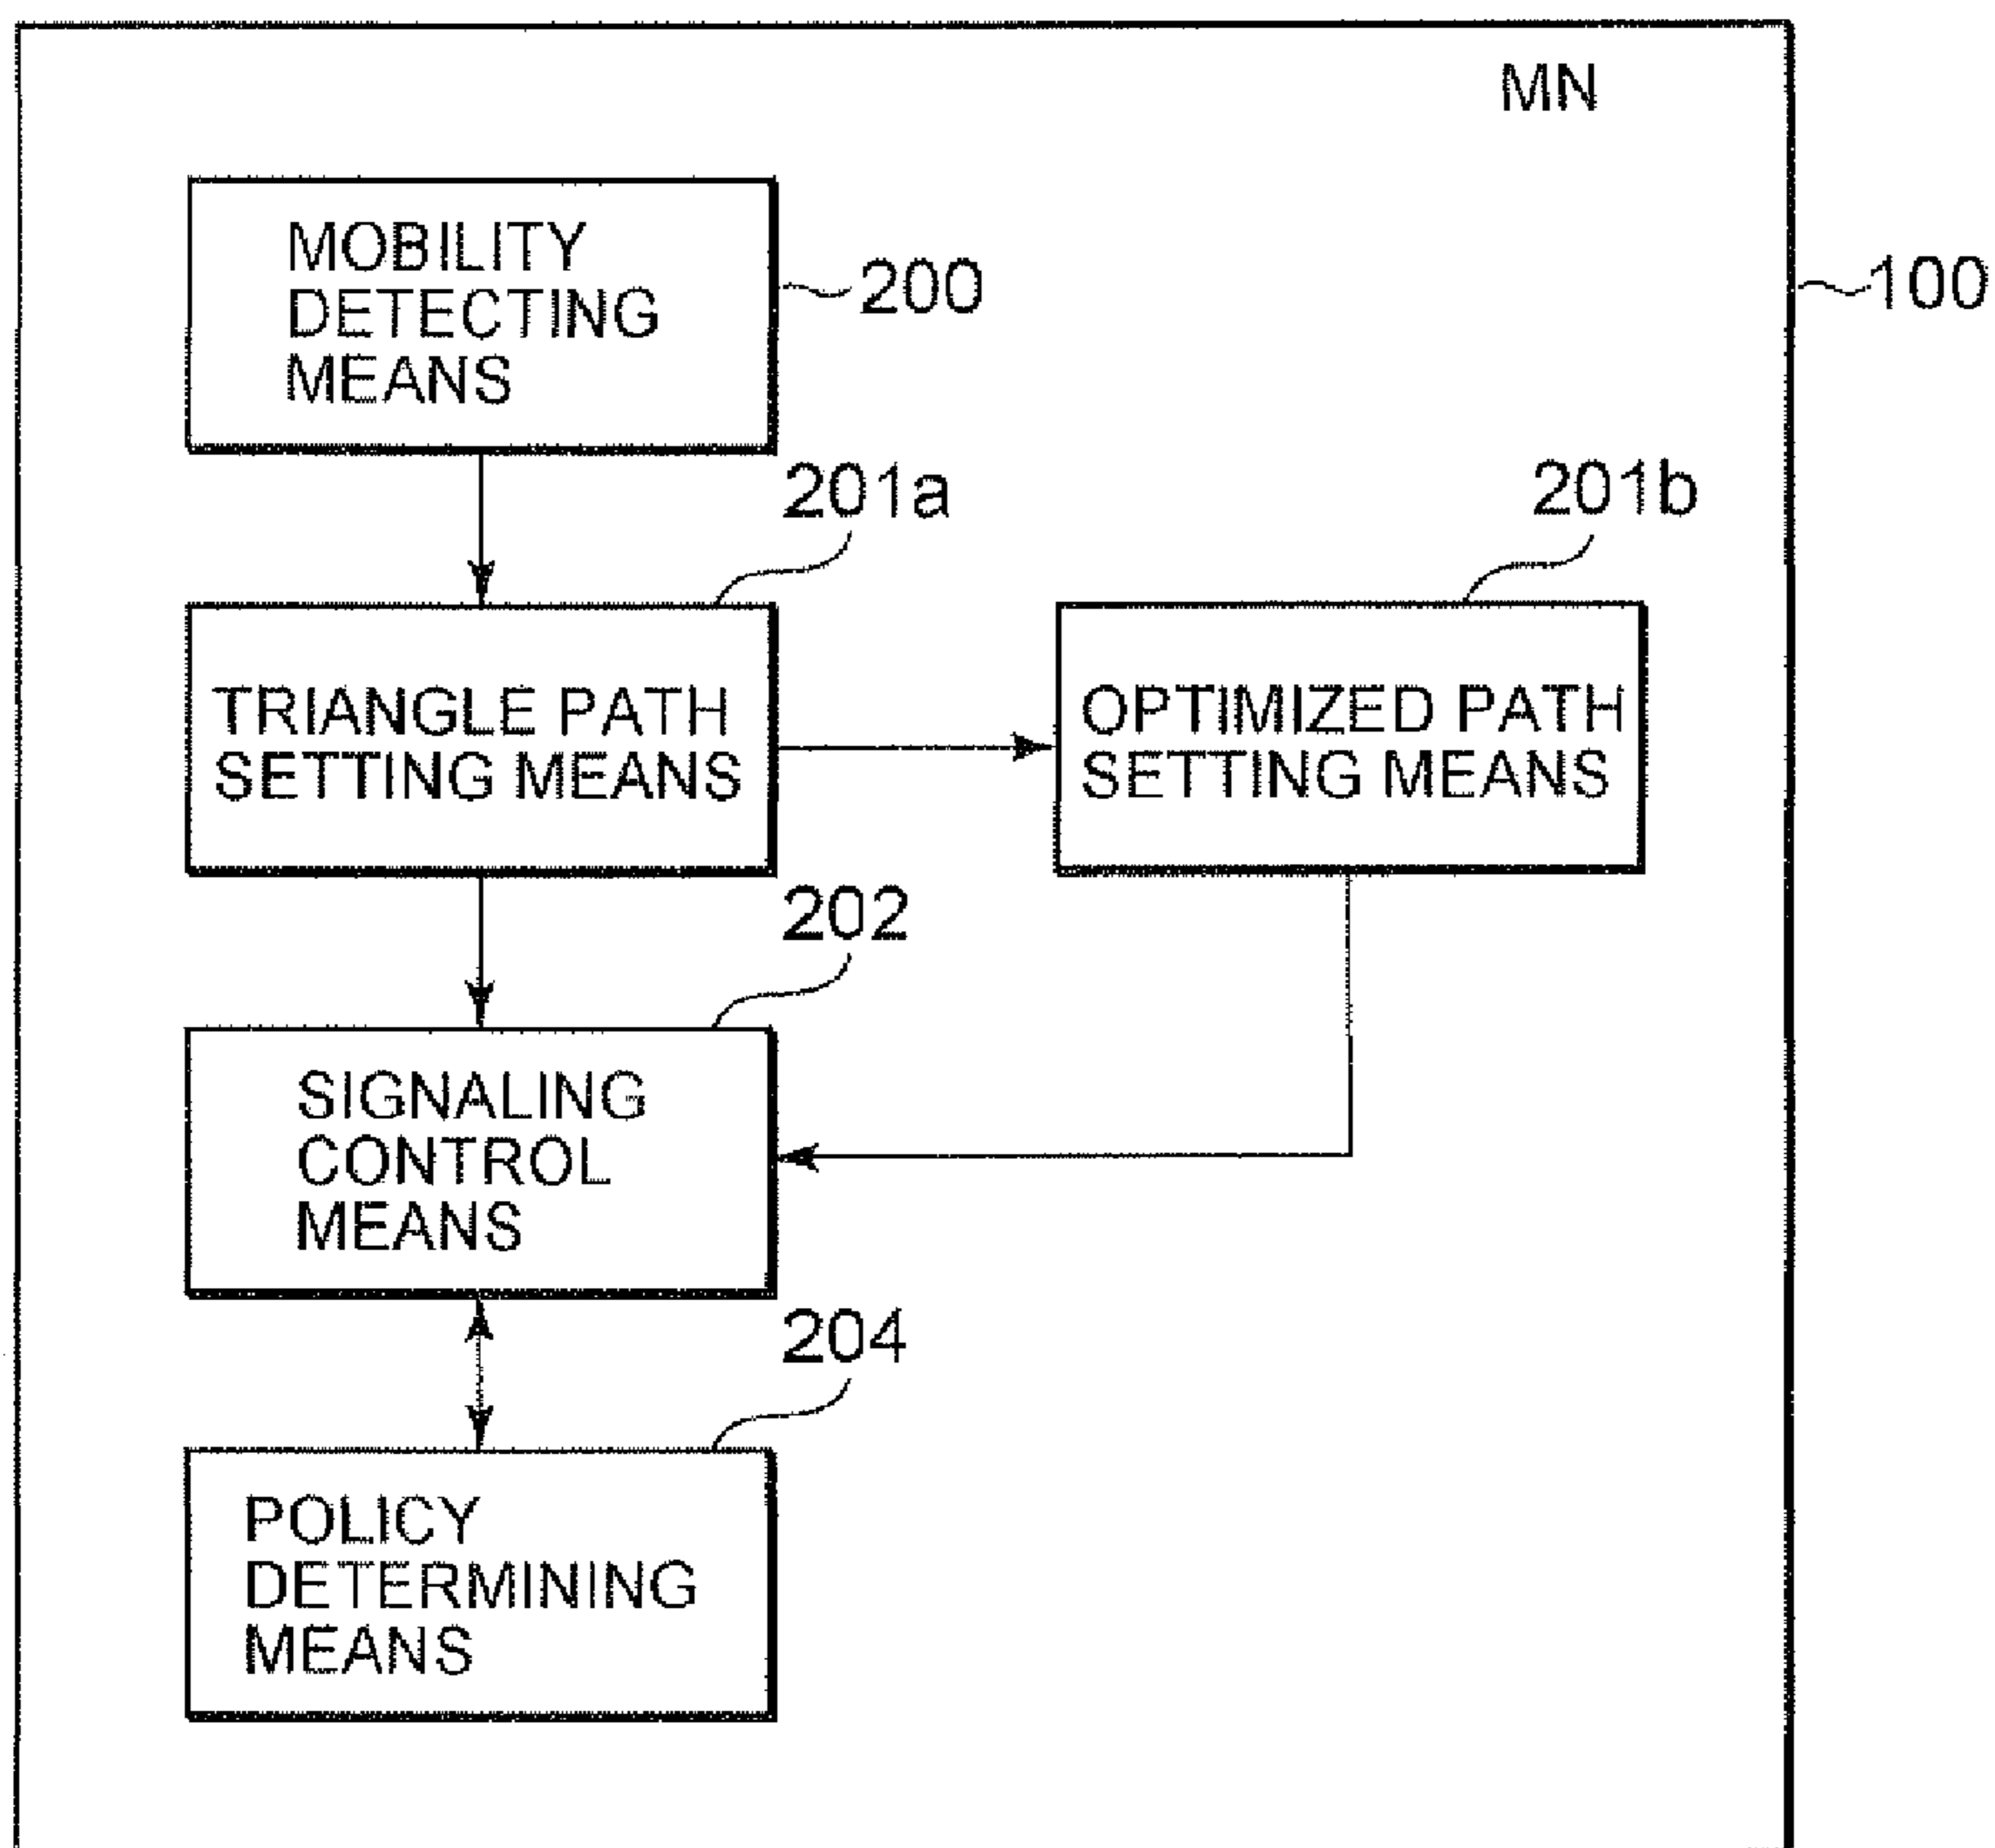 MN
MOBILITY
DETECTING
MEANS
200
100
201a
201b
TRIANGLE PATH
SETTING MEANS
OPTIMIZED PATH
SETTING MEANS
202
SIGNALING
CONTROL
MEANS
204
POLICY
DETERMINING
MEANS